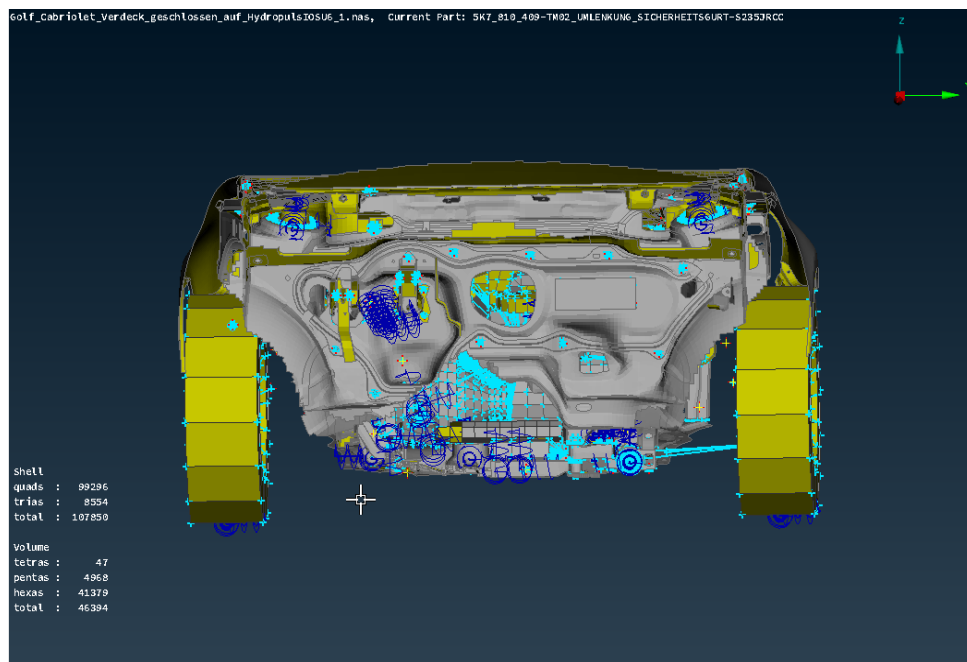 Golf_Cabriolet_Verdeck_geschlossen_auf_HydropulsIOSU6_1.nas, Current Part: 5K7_810_409-TM02_UMLENKUNG_SICHERHEITSGURT-S235JRCC
Z
Shell
quads : 99296
trias : 8554
total : 107850
Volume
tetras : 47
pentas : 4968
hexas : 41379
total : 46394